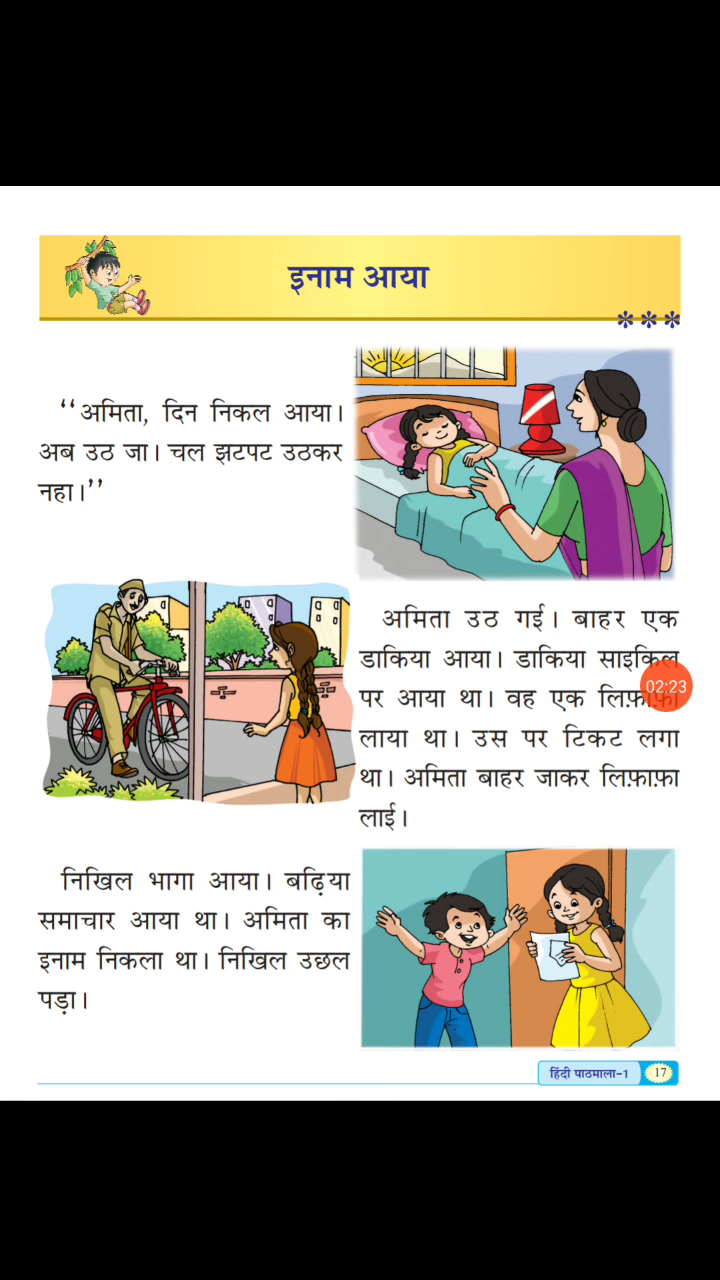 इनाम आया
***
‘‘अमिता, दिन निकल आया।
अब उठ जा। चल झटपट उठकर
नहा।’’
अमिता उठ गई। बाहर एक
डाकिया आया। डाकिया साइकिल
पर आया था। वह एक लिफ़ाफ़ा
02:23
लाया था। उस पर टिकट लगा
था। अमिता बाहर जाकर लिफ़ाफ़ा
लाई।
निखिल भागा आया। बढ़िया
समाचार आया था। अमिता का
इनाम निकला था। निखिल उछल
पड़ा।
हिंदी पाठमाला-1 17